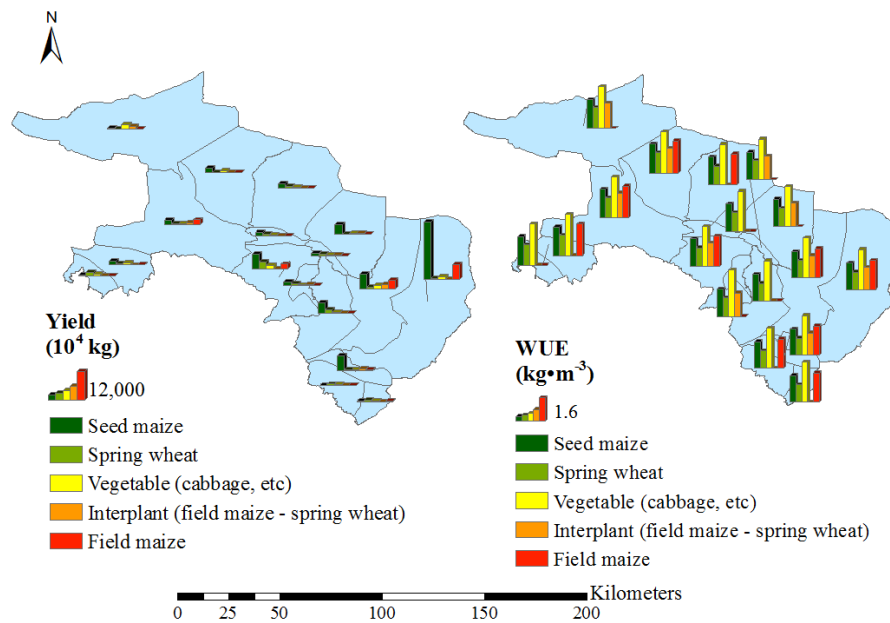 N
Yield
(10⁴ kg)
12,000
Seed maize
Spring wheat
Vegetable (cabbage, etc)
Interplant (field maize - spring wheat)
Field maize
WUE
(kg•m⁻³)
1.6
Seed maize
Spring wheat
Vegetable (cabbage, etc)
Interplant (field maize - spring wheat)
Field maize
Kilometers
0 25 50 100 150 200